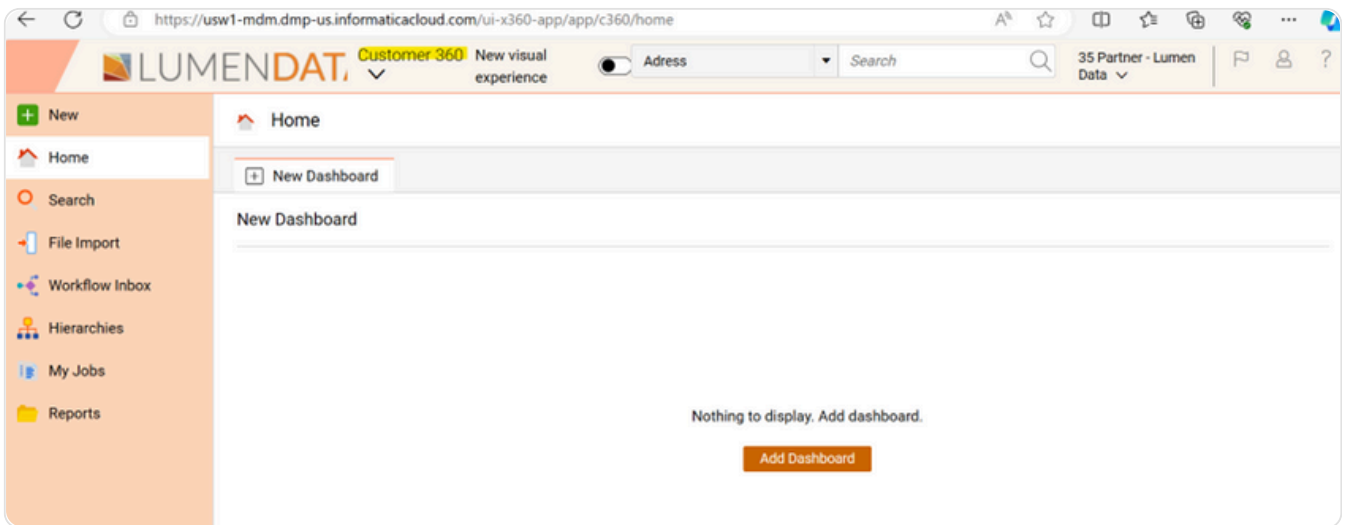 https://usw1-mdm.dmp-us.informaticacloud.com/ui-x360-app/app/c360/home
LUMENDAT
Customer 360
New visual
experience
Adress
Search
35 Partner - Lumen
Data
?
New
Home
Search
File Import
Workflow Inbox
Hierarchies
My Jobs
Reports
Home
New Dashboard
New Dashboard
Nothing to display. Add dashboard.
Add Dashboard